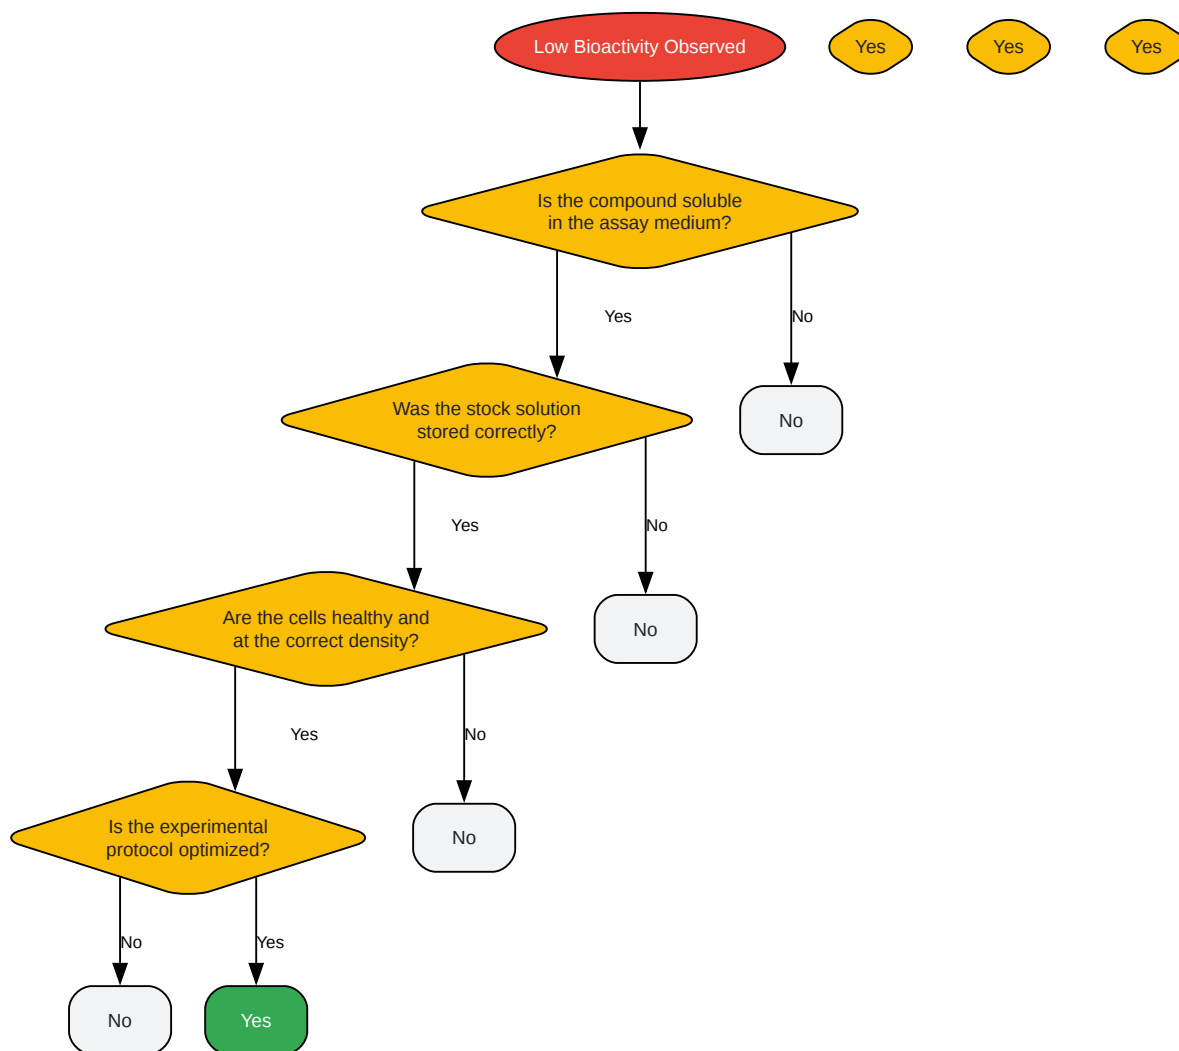 Low Bioactivity Observed
Yes
Yes
Yes
Is the compound soluble
in the assay medium?
Yes
No
Was the stock solution
stored correctly?
No
Yes
No
Are the cells healthy and
at the correct density?
No
Yes
No
Is the experimental
protocol optimized?
No
No
Yes
No
Yes